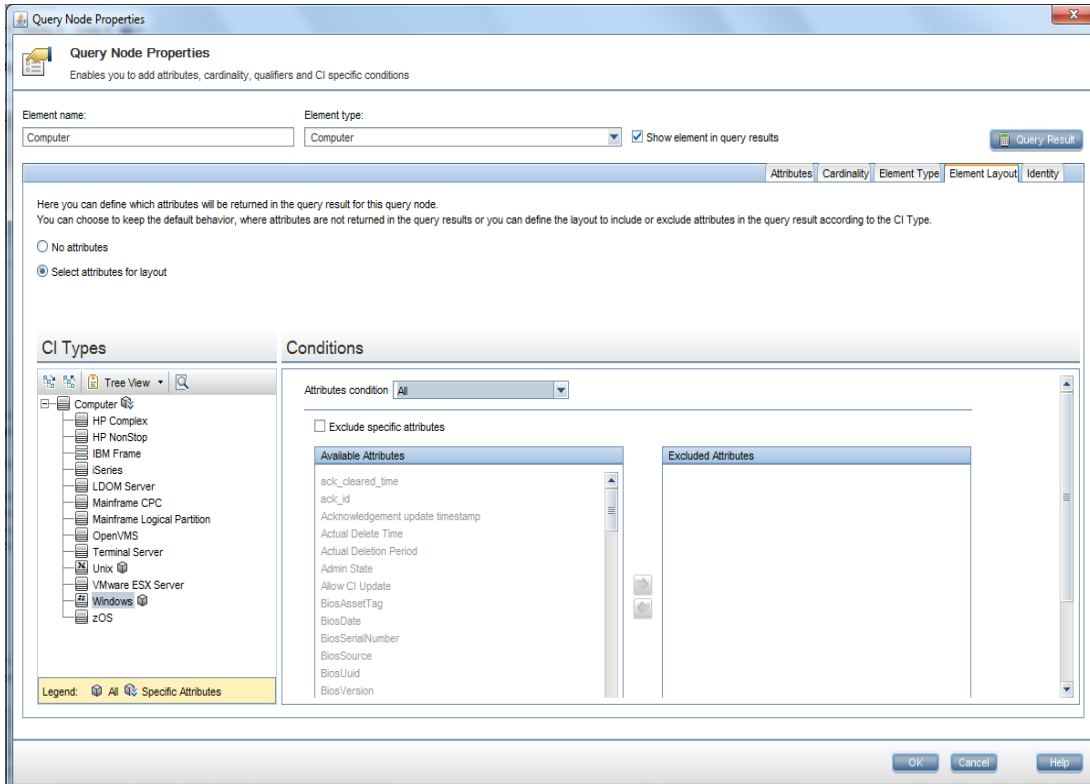 Query Node Properties
Query Node Properties
Enables you to add attributes, cardinality, qualifiers and CI specific conditions
Element name:
Element type:
Computer
Computer
Show element in query results
Query Result
Attributes Cardinality Element Type Element Layout Identity
Here you can define which attributes will be returned in the query result for this query node.
You can choose to keep the default behavior, where attributes are not returned in the query results or you can define the layout to include or exclude attributes in the query result according to the CI Type.
No attributes
Select attributes for layout
CI Types
Tree View
Computer
HP Complex
HP NonStop
IBM Frame
iSeries
LDOM Server
Mainframe CPC
Mainframe Logical Partition
OpenVMS
Terminal Server
Unix
VMware ESX Server
Windows
zOS
Legend: All Specific Attributes
Conditions
Attributes condition All
Exclude specific attributes
Available Attributes
ack_cleared_time
ack_id
Acknowledgement update timestamp
Actual Delete Time
Actual Deletion Period
Admin State
Allow CI Update
BiosAssetTag
BiosDate
BiosSerialNumber
BiosSource
BiosUuid
BiosVersion
Excluded Attributes
OK Cancel Help